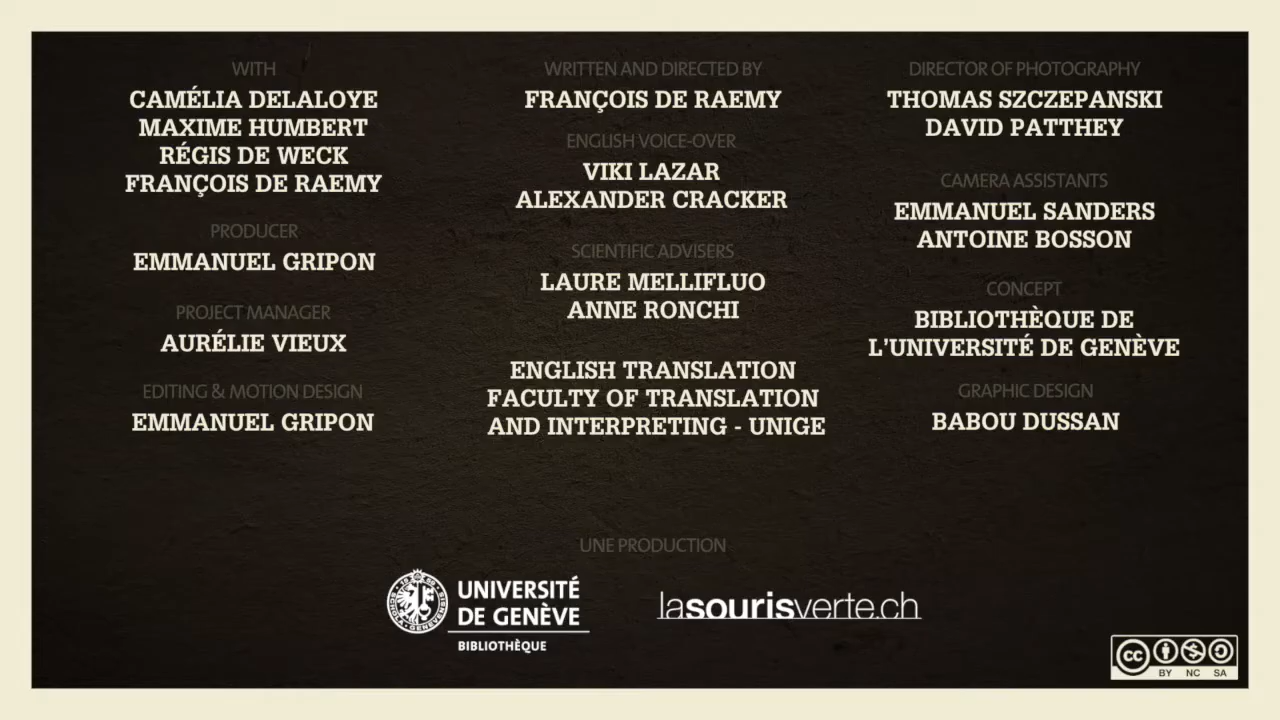 WITH
CAMÉLIA DELALOYE
MAXIME HUMBERT
RÉGIS DE WECK
FRANÇOIS DE RAEMY
PRODUCER
EMMANUEL GRIPON
PROJECT MANAGER
AURÉLIE VIEUX
EDITING & MOTION DESIGN
EMMANUEL GRIPON
WRITTEN AND DIRECTED BY
FRANÇOIS DE RAEMY
ENGLISH VOICE-OVER
VIKI LAZAR
ALEXANDER CRACKER
SCIENTIFIC ADVISERS
LAURE MELLIFLUO
ANNE RONCHI
ENGLISH TRANSLATION
FACULTY OF TRANSLATION
AND INTERPRETING - UNIGE
DIRECTOR OF PHOTOGRAPHY
THOMAS SZCZEPANSKI
DAVID PATTHEY
CAMERA ASSISTANTS
EMMANUEL SANDERS
ANTOINE BOSSON
CONCEPT
BIBLIOTHÈQUE DE
L'UNIVERSITÉ DE GENÈVE
GRAPHIC DESIGN
BABOU DUSSAN
UNE PRODUCTION
SCHOLA GENEVENSIS
1559
UNIVERSITÉ
DE GENÈVE
BIBLIOTHÈQUE
lasourisverte.ch
cc
BY NC SA